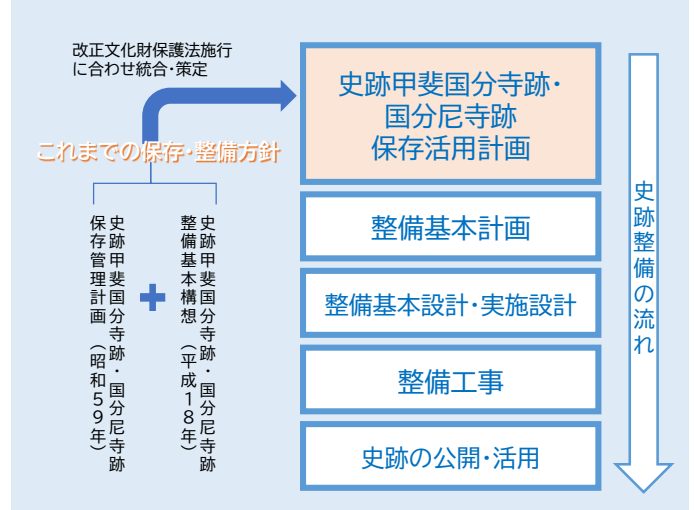 改正文化財保護法施行
に合わせ統合・策定
これまでの保存・整備方針
史跡甲斐国分寺跡・国分尼寺跡
保存管理計画（昭和59年）
史跡甲斐国分寺跡・国分尼寺跡
整備基本構想（平成18年）
史跡甲斐国分寺跡・
国分尼寺跡
保存活用計画
整備基本計画
整備基本設計・実施設計
整備工事
史跡の公開・活用
史跡整備の流れ